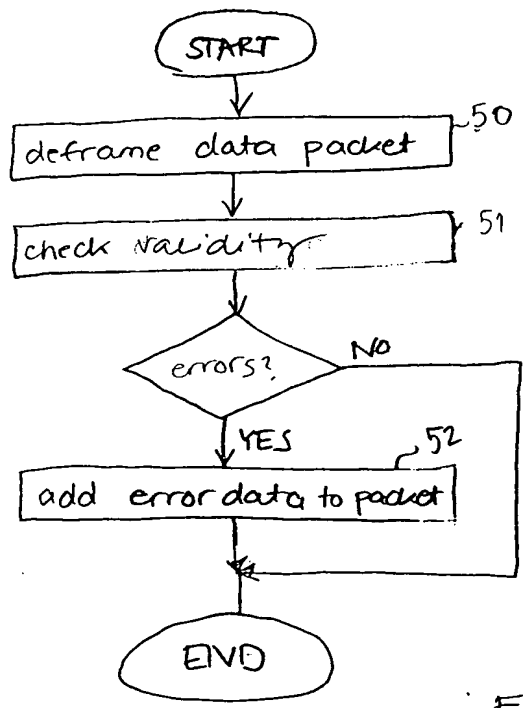 START
50
deframe data packet
51
check validity
errors?
NO
YES
52
add error data to packet
END